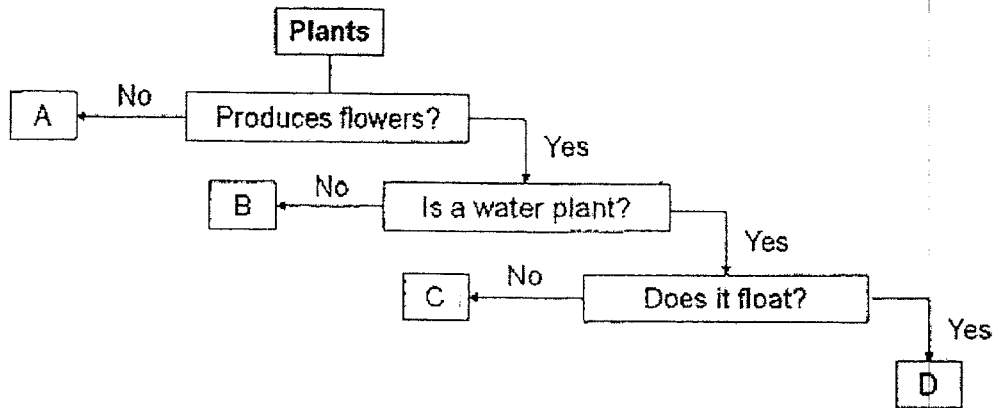 Plants
A
No
Produces flowers?
Yes
B
No
Is a water plant?
Yes
C
No
Does it float?
Yes
D